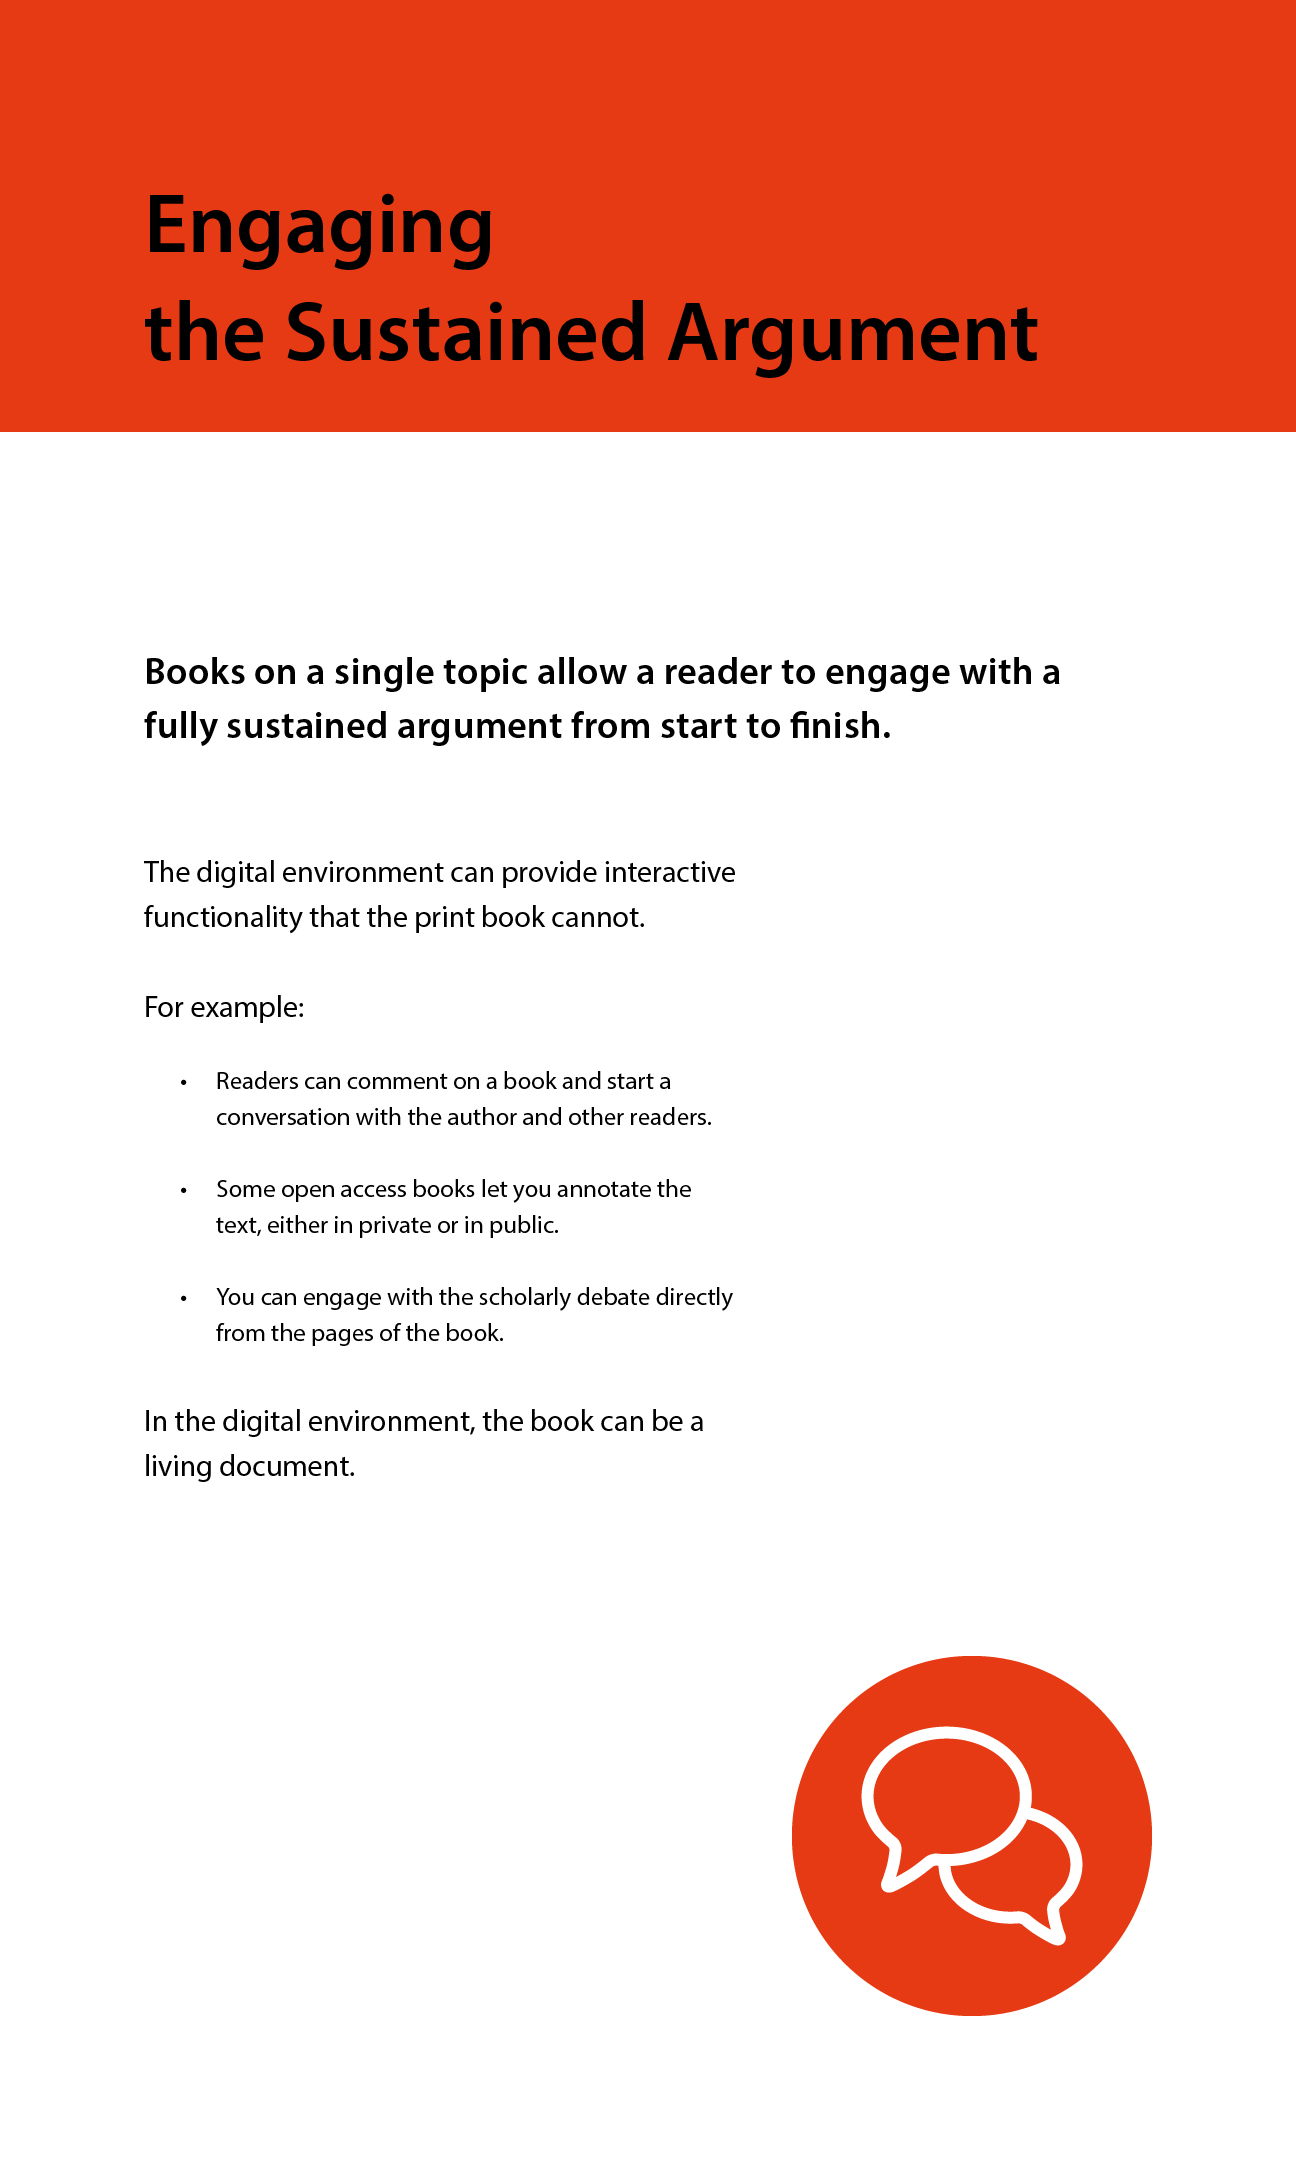 Engaging
the Sustained Argument
Books on a single topic allow a reader to engage with a
fully sustained argument from start to finish.
The digital environment can provide interactive
functionality that the print book cannot.
For example:
• Readers can comment on a book and start a
conversation with the author and other readers.
• Some open access books let you annotate the
text, either in private or in public.
• You can engage with the scholarly debate directly
from the pages of the book.
In the digital environment, the book can be a
living document.